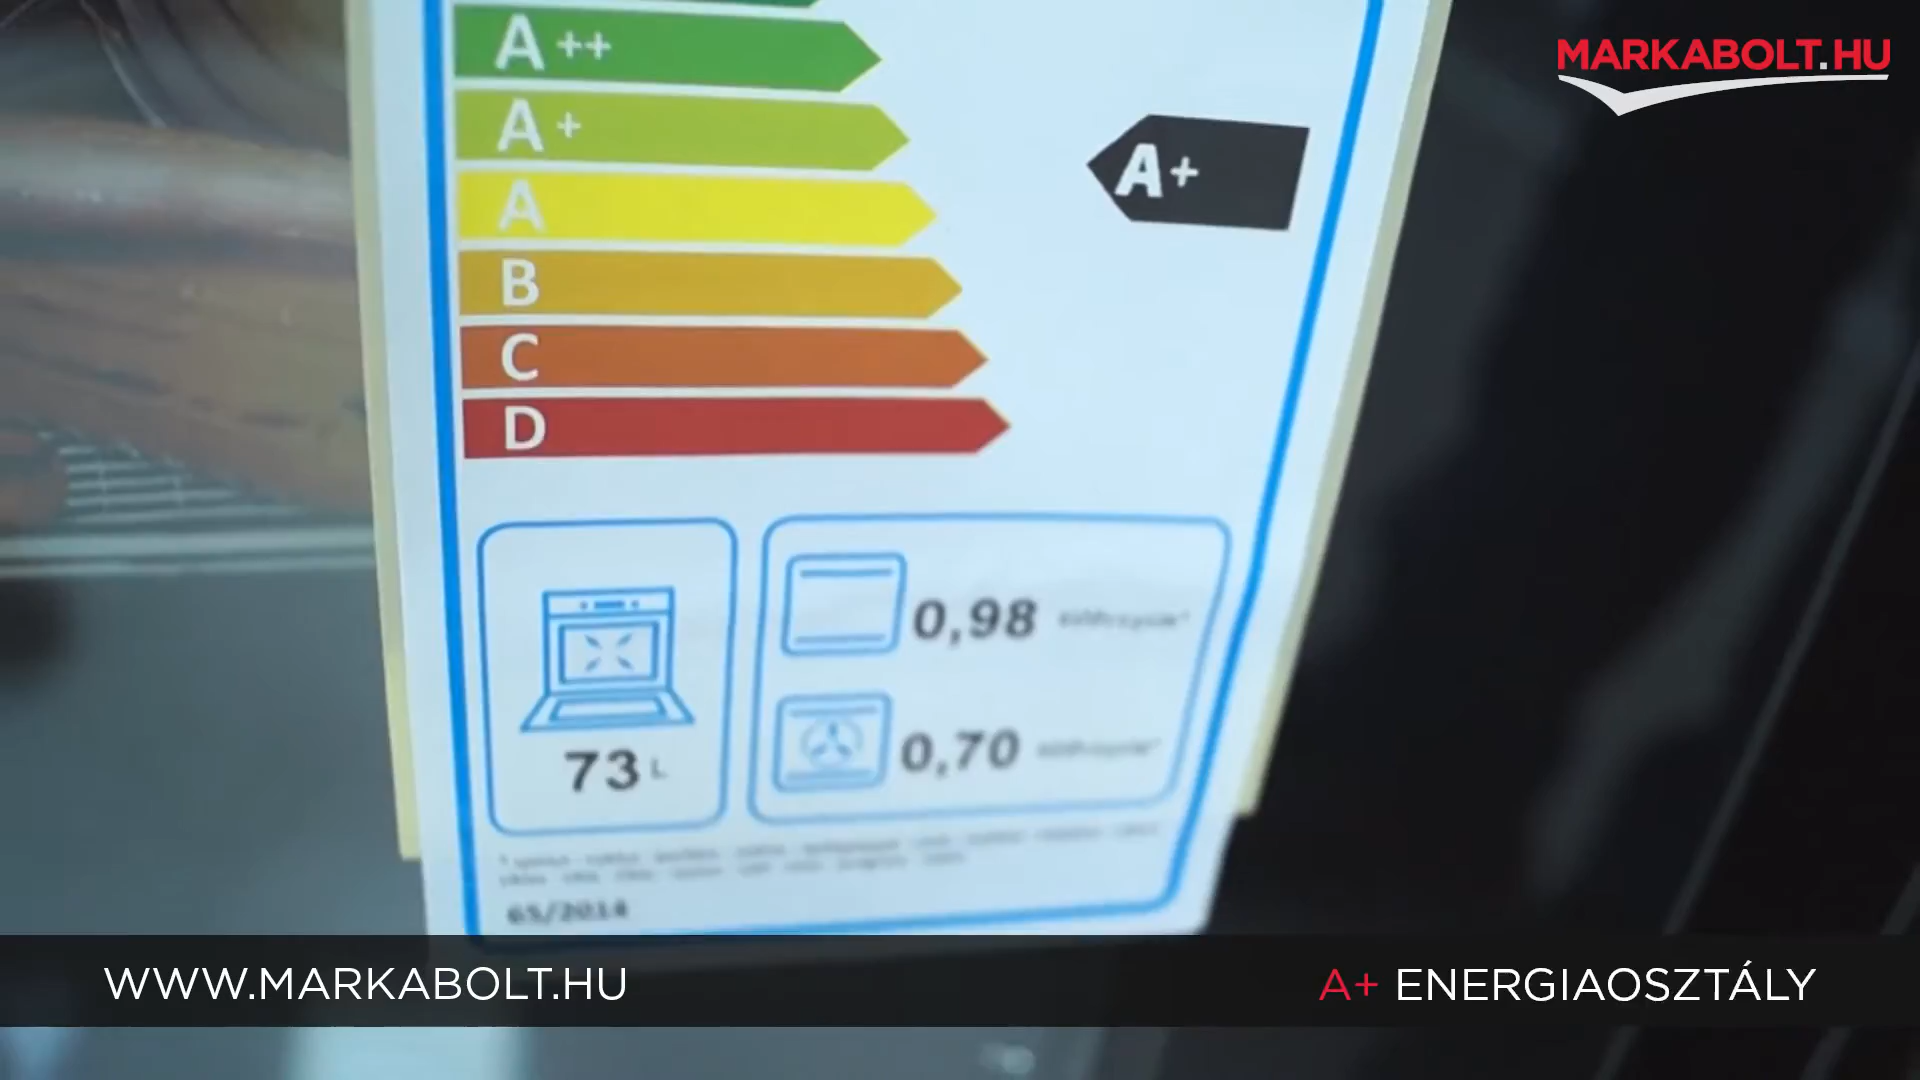 MARKABOLT.HU
A++
A+
A+
A
B
C
D
0,98
0,70
73 L
65/2014
WWW.MARKABOLT.HU
A+ ENERGIAOSZTÁLY